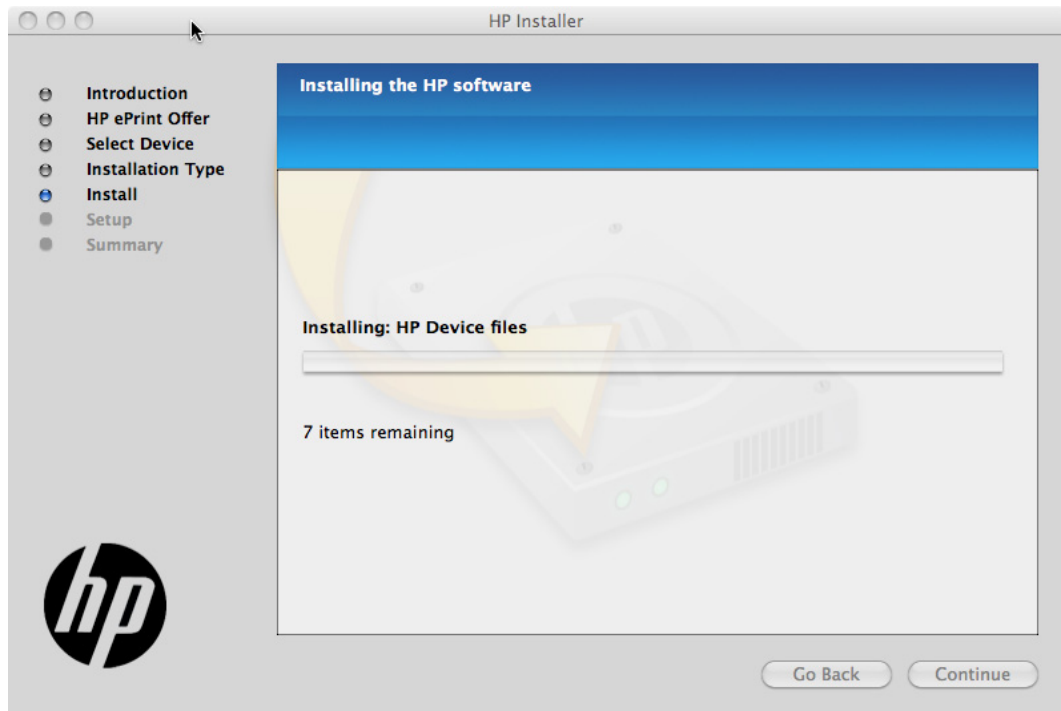 HP Installer
Introduction
HP ePrint Offer
Select Device
Installation Type
Install
Setup
Summary
Installing the HP software
Installing: HP Device files
7 items remaining
hp
Go Back
Continue